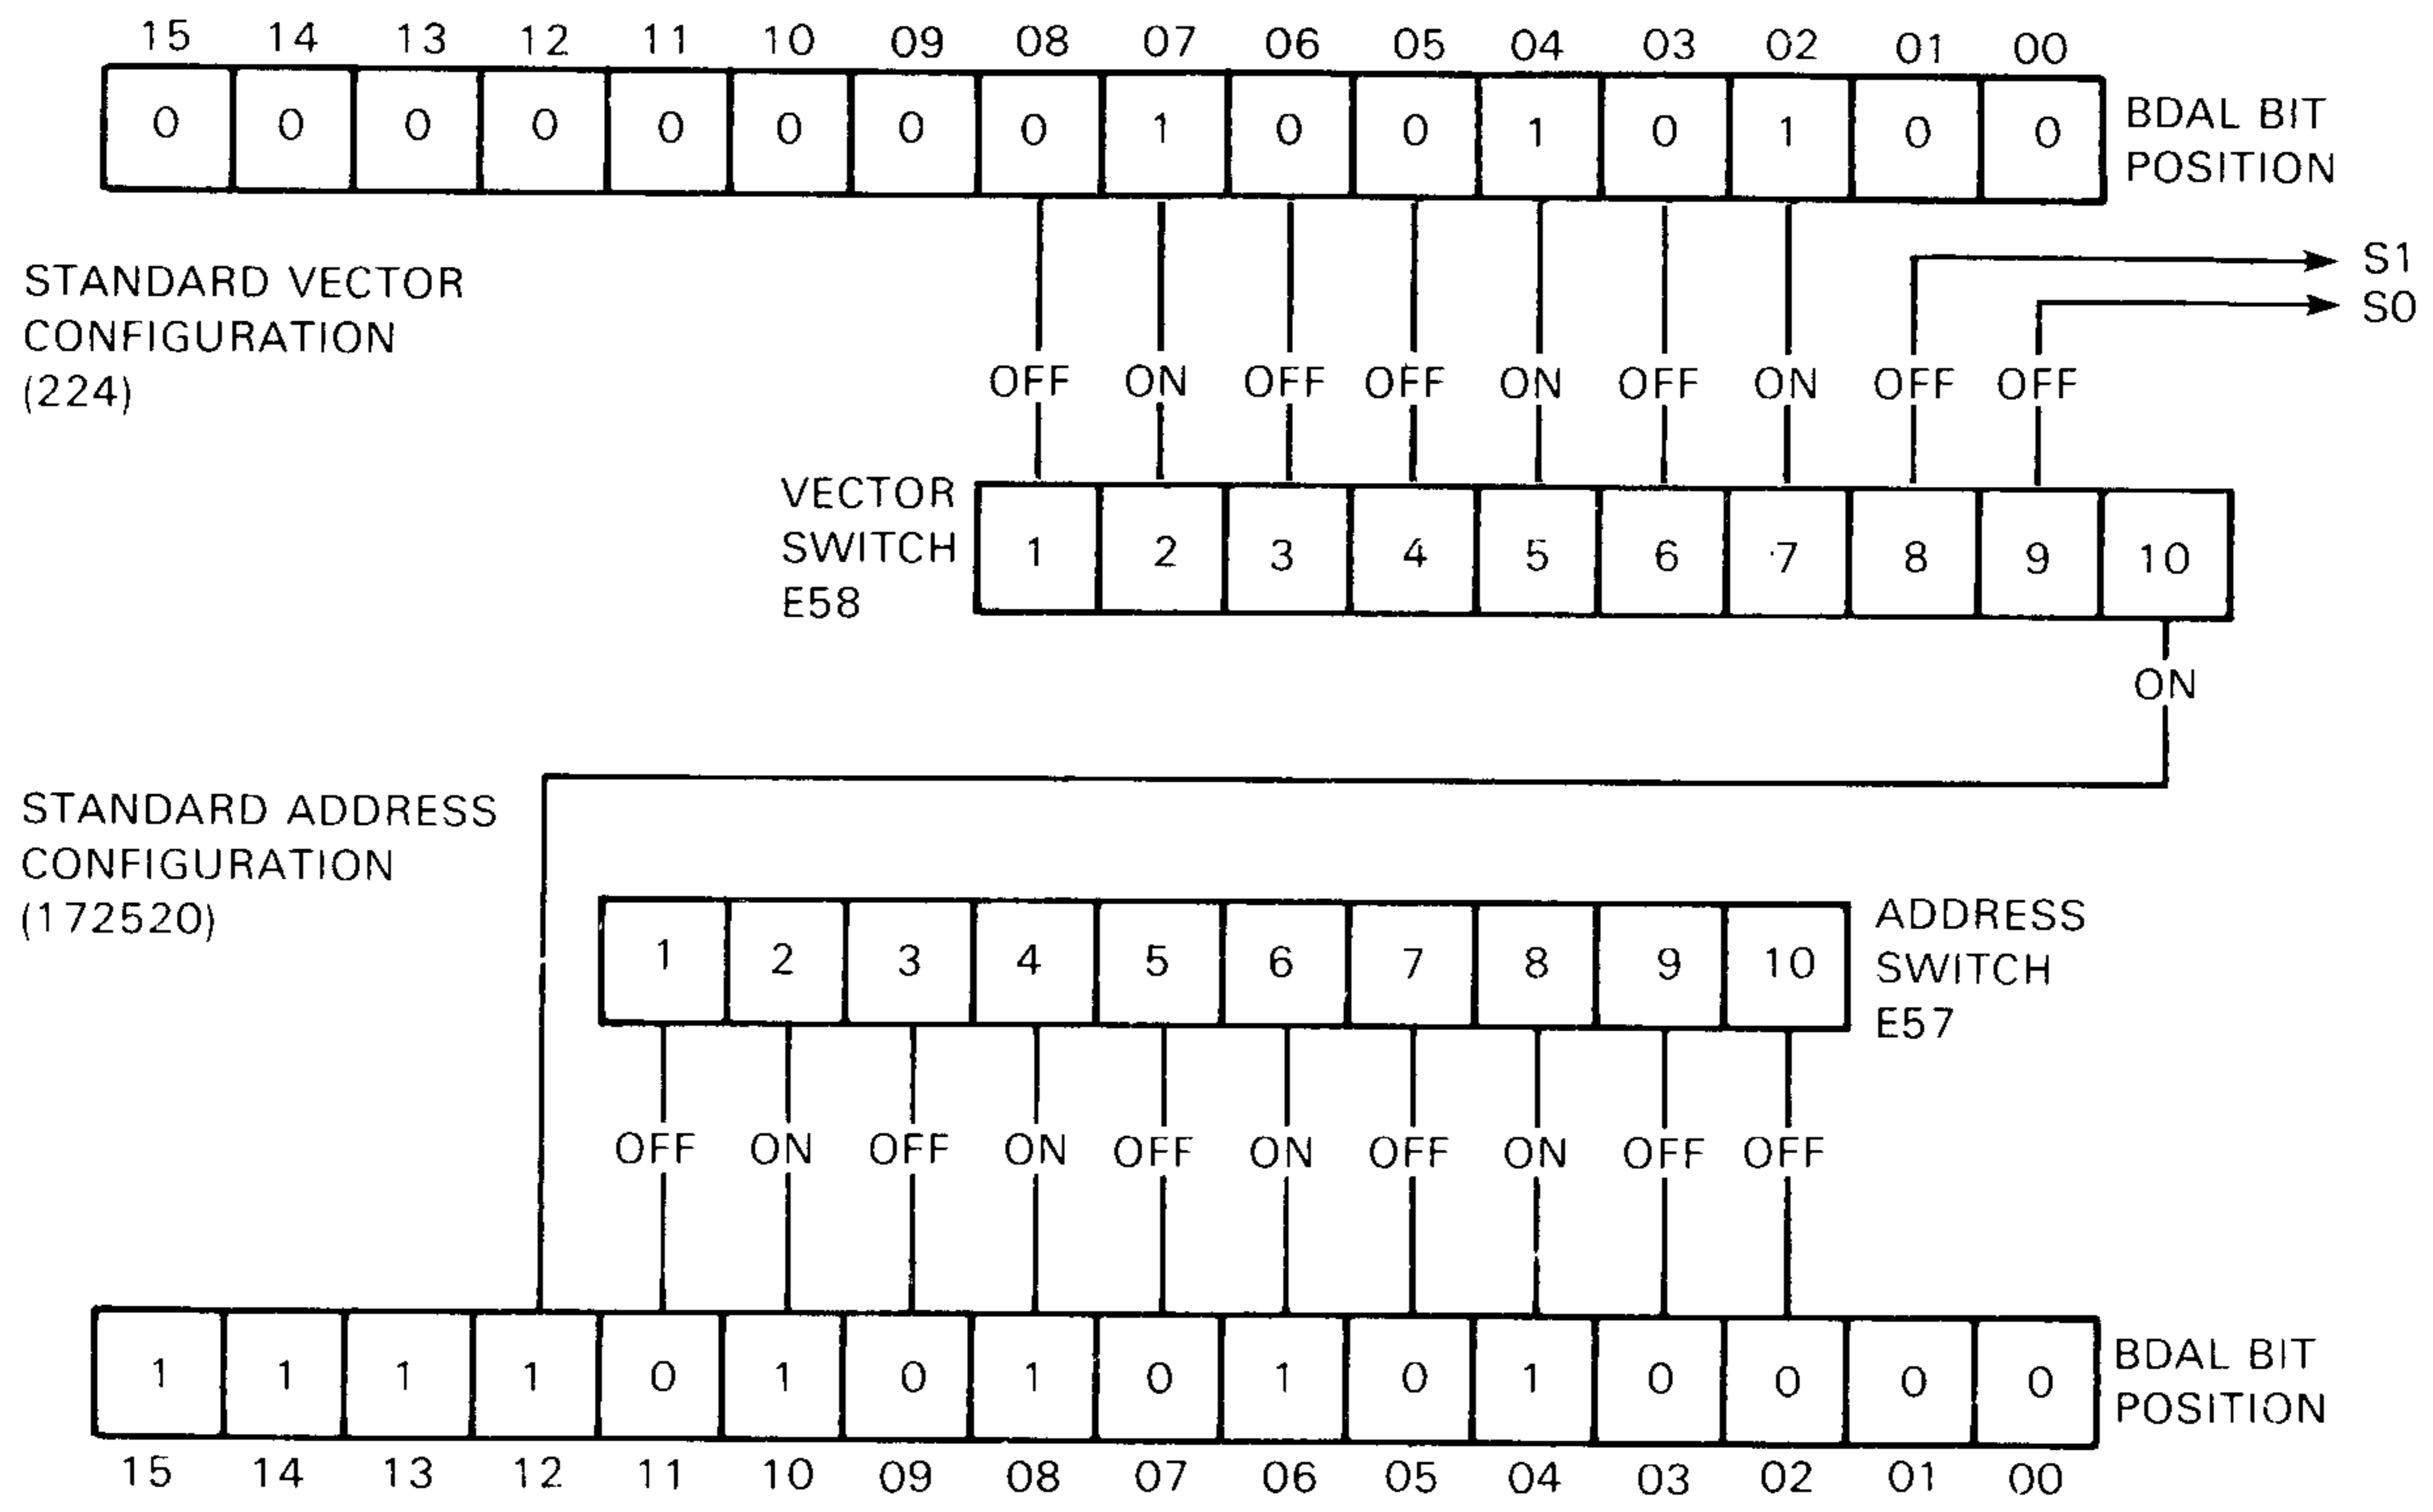 15 14 13 12 11 10 09 08 07 06 05 04 03 02 01 00
0 0 0 0 0 0 0 0 1 0 0 1 0 1 0 0
BDAL BIT
POSITION
S1
S0
STANDARD VECTOR
CONFIGURATION
(224)
OFF ON OFF OFF ON OFF ON OFF OFF
VECTOR
SWITCH
E58
1 2 3 4 5 6 7 8 9 10
ON
STANDARD ADDRESS
CONFIGURATION
(172520)
1 2 3 4 5 6 7 8 9 10
ADDRESS
SWITCH
E57
OFF ON OFF ON OFF ON OFF ON OFF OFF
1 1 1 1 0 1 0 1 0 1 0 1 0 0 0 0
BDAL BIT
POSITION
15 14 13 12 11 10 09 08 07 06 05 04 03 02 01 00